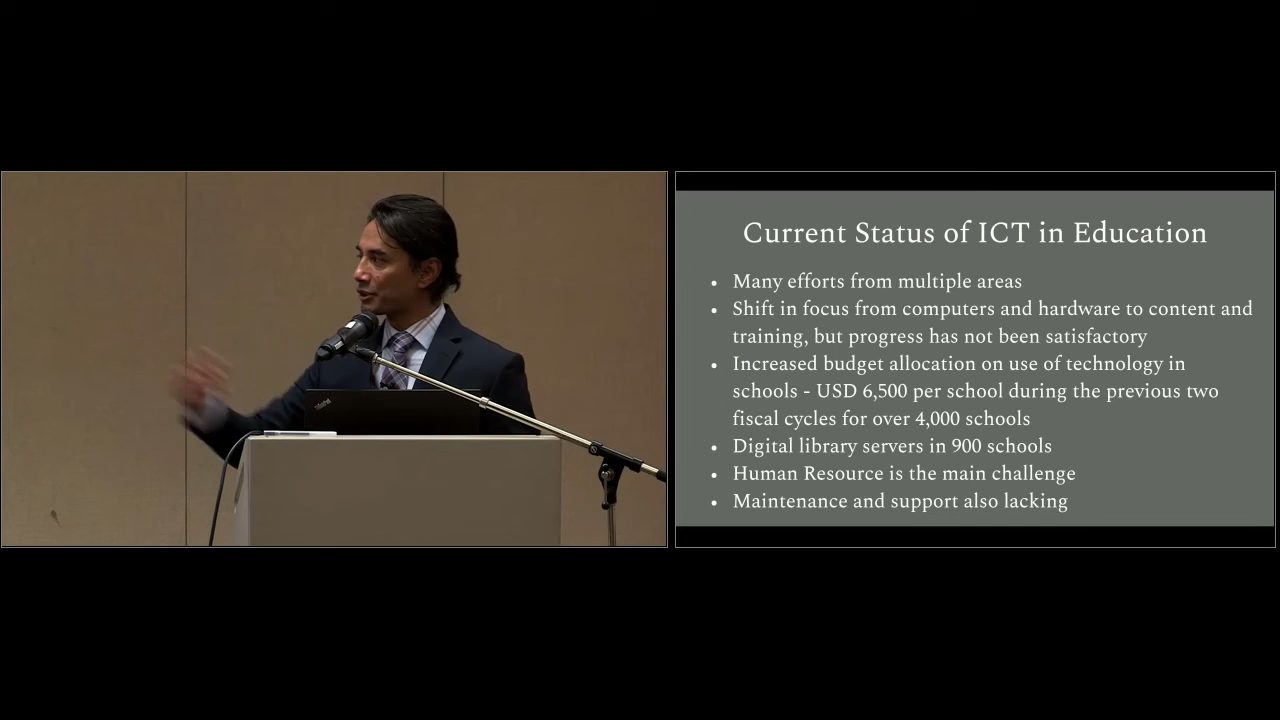 Current Status of ICT in Education
• Many efforts from multiple areas
• Shift in focus from computers and hardware to content and
training, but progress has not been satisfactory
• Increased budget allocation on use of technology in
schools - USD 6,500 per school during the previous two
fiscal cycles for over 4,000 schools
• Digital library servers in 900 schools
• Human Resource is the main challenge
• Maintenance and support also lacking